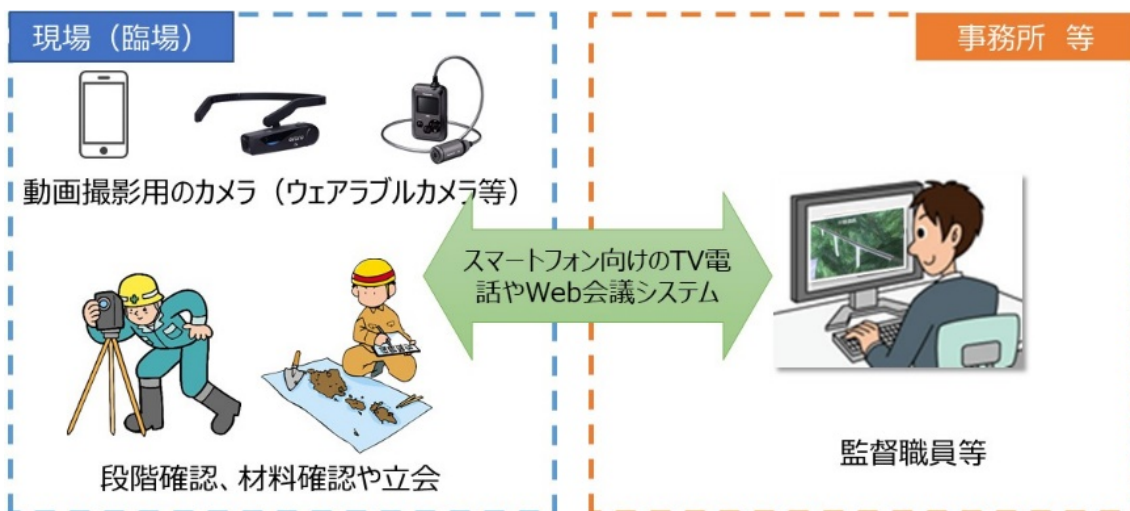 現場（臨場）
動画撮影用のカメラ（ウェアラブルカメラ等）
段階確認、材料確認や立会
スマートフォン向けのTV電
話やWeb会議システム
事務所 等
監督職員等